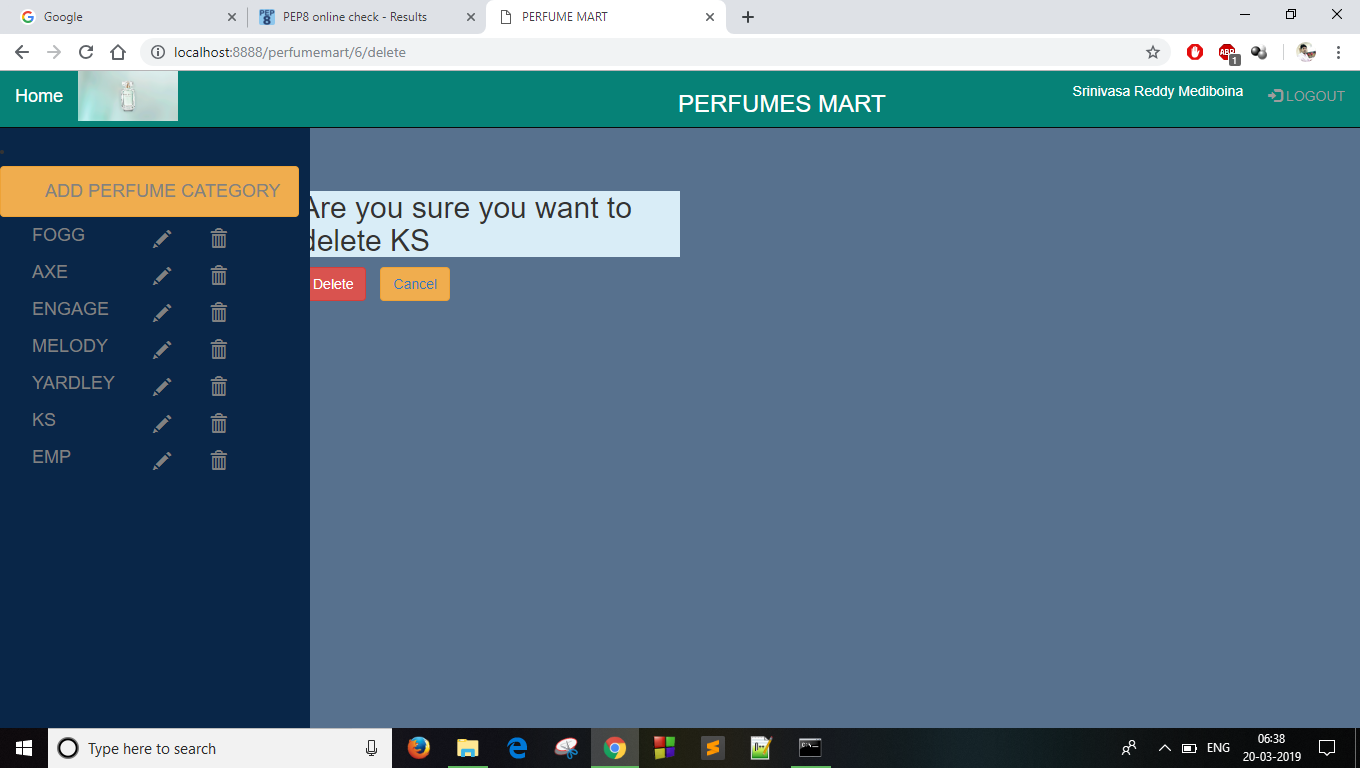 Google
PEP8 online check - Results
PERFUME MART
localhost:8888/perfumemart/6/delete
ABP
1
Home
PERFUMES MART
Srinivasa Reddy Mediboina
LOGOUT
ADD PERFUME CATEGORY
FOGG
AXE
ENGAGE
MELODY
YARDLEY
KS
EMP
Are you sure you want to
delete KS
Delete
Cancel
Type here to search
ENG
06:38
20-03-2019